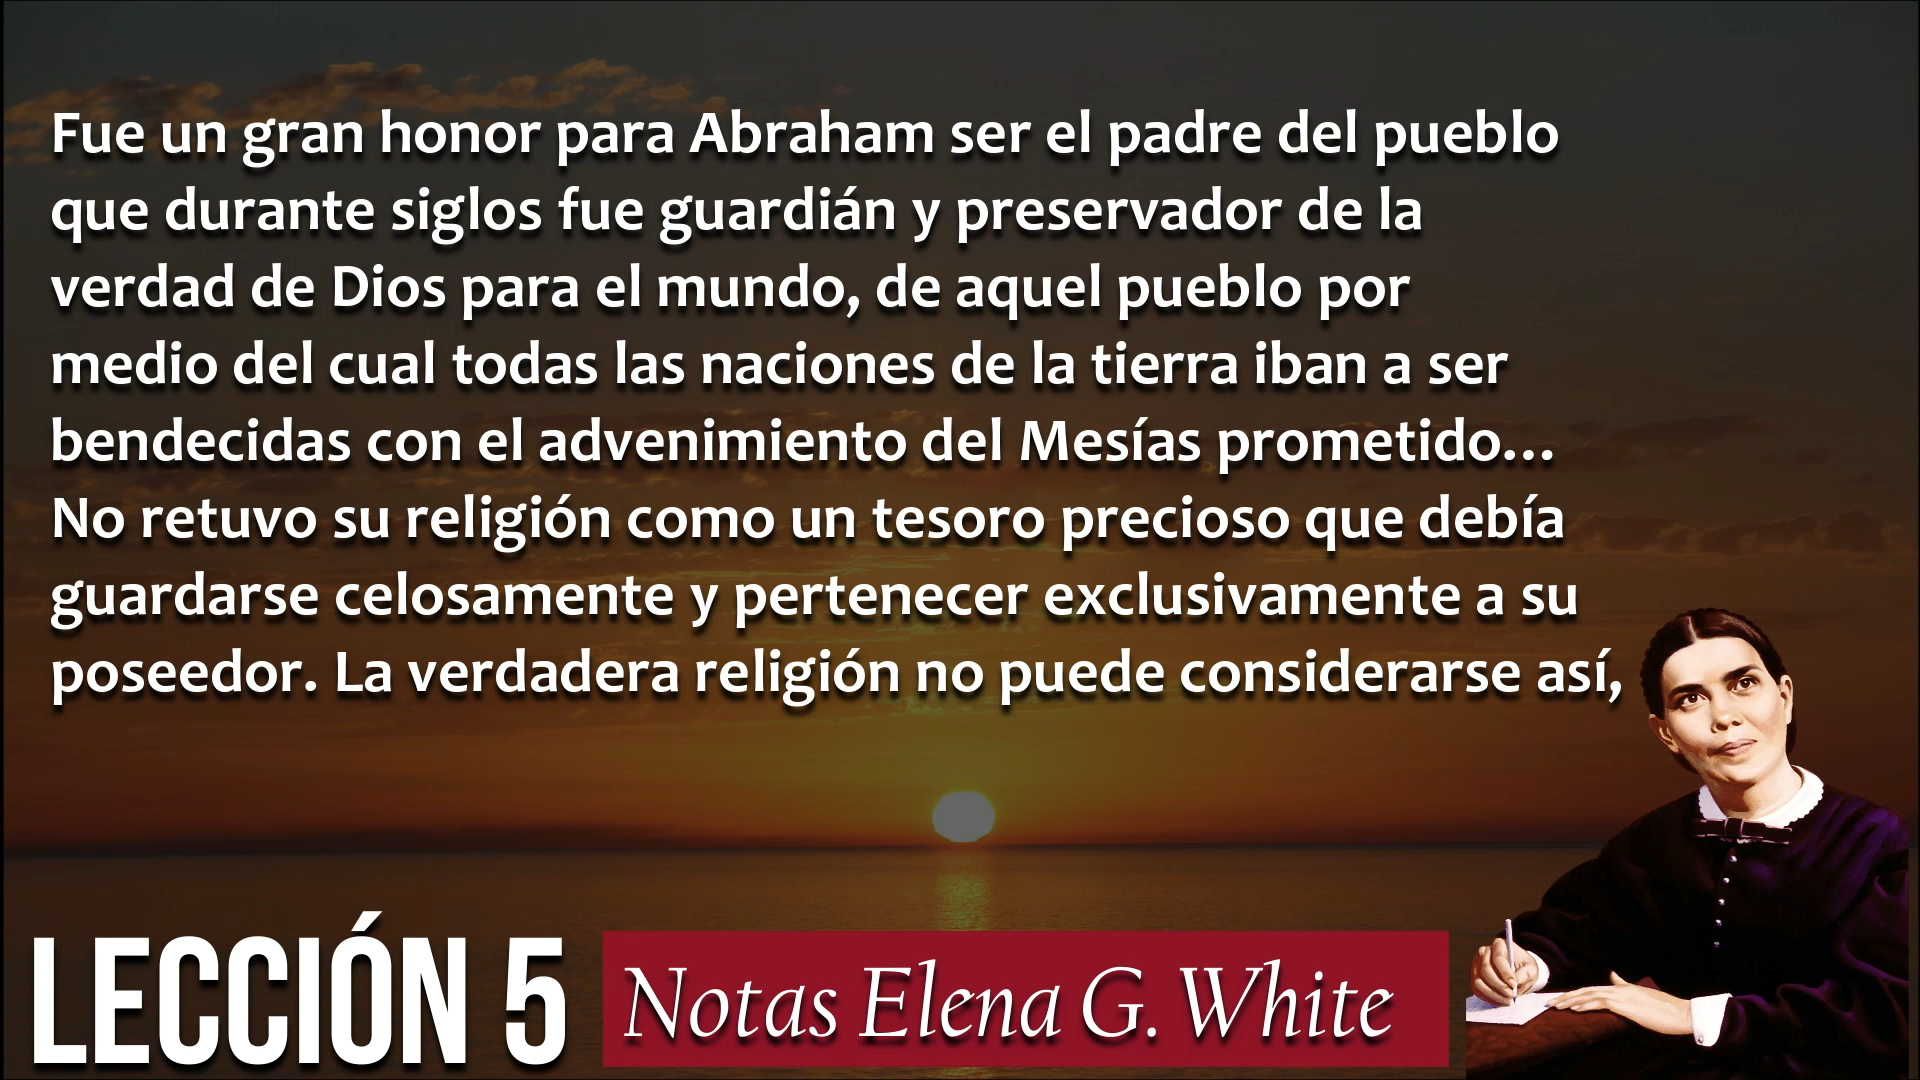 Fue un gran honor para Abraham ser el padre del pueblo
que durante siglos fue guardián y preservador de la
verdad de Dios para el mundo, de aquel pueblo por
medio del cual todas las naciones de la tierra iban a ser
bendecidas con el advenimiento del Mesías prometido...
No retuvo su religión como un tesoro precioso que debía
guardarse celosamente y pertenecer exclusivamente a su
poseedor. La verdadera religión no puede considerarse así,
LECCIÓN 5
Notas Elena G. White